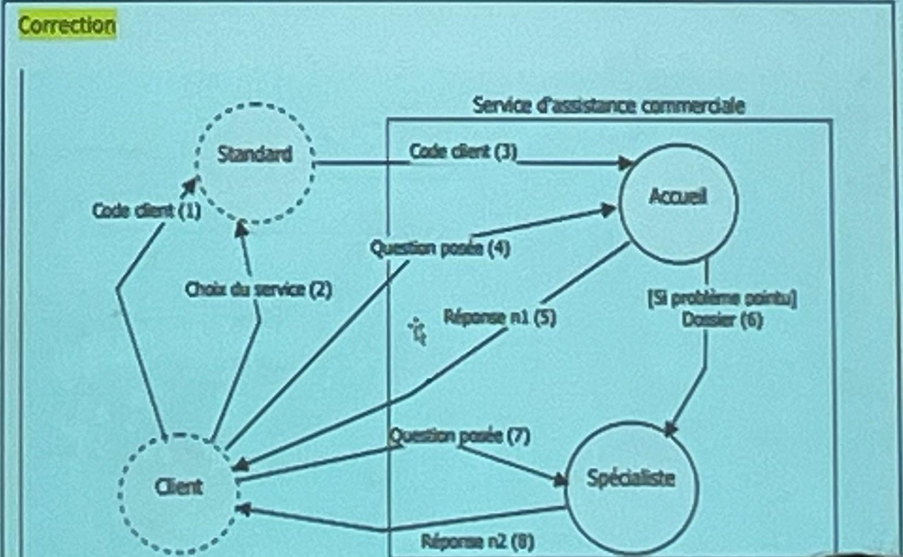 Correction
Service d'assistance commerciale
Standard
Code client (3)
Accueil
Code client (1)
Question posée (4)
Choix du service (2)
[Si problème pointu]
Dossier (6)
Réponse n1 (5)
Question posée (7)
Client
Spécialiste
Réponse n2 (8)